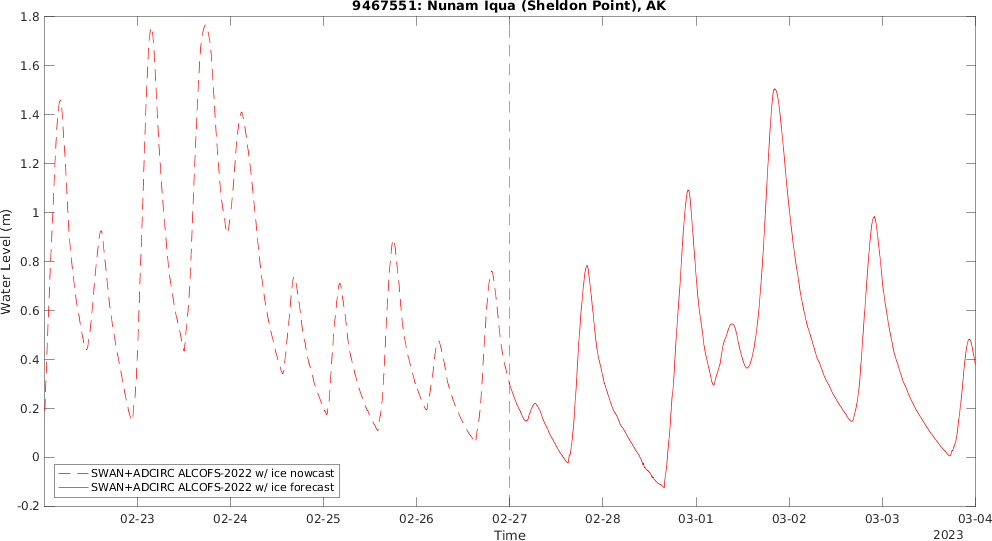 9467551: Nunam Iqua (Sheldon Point), AK
1.8
1.6
1.4
1.2
1
0.8
0.6
0.4
0.2
0
-0.2
Water Level (m)
SWAN+ADCIRC ALCOFS-2022 w/ ice nowcast
SWAN+ADCIRC ALCOFS-2022 w/ ice forecast
02-23 02-24 02-25 02-26 02-27 02-28 03-01 03-02 03-03 03-04
Time
2023